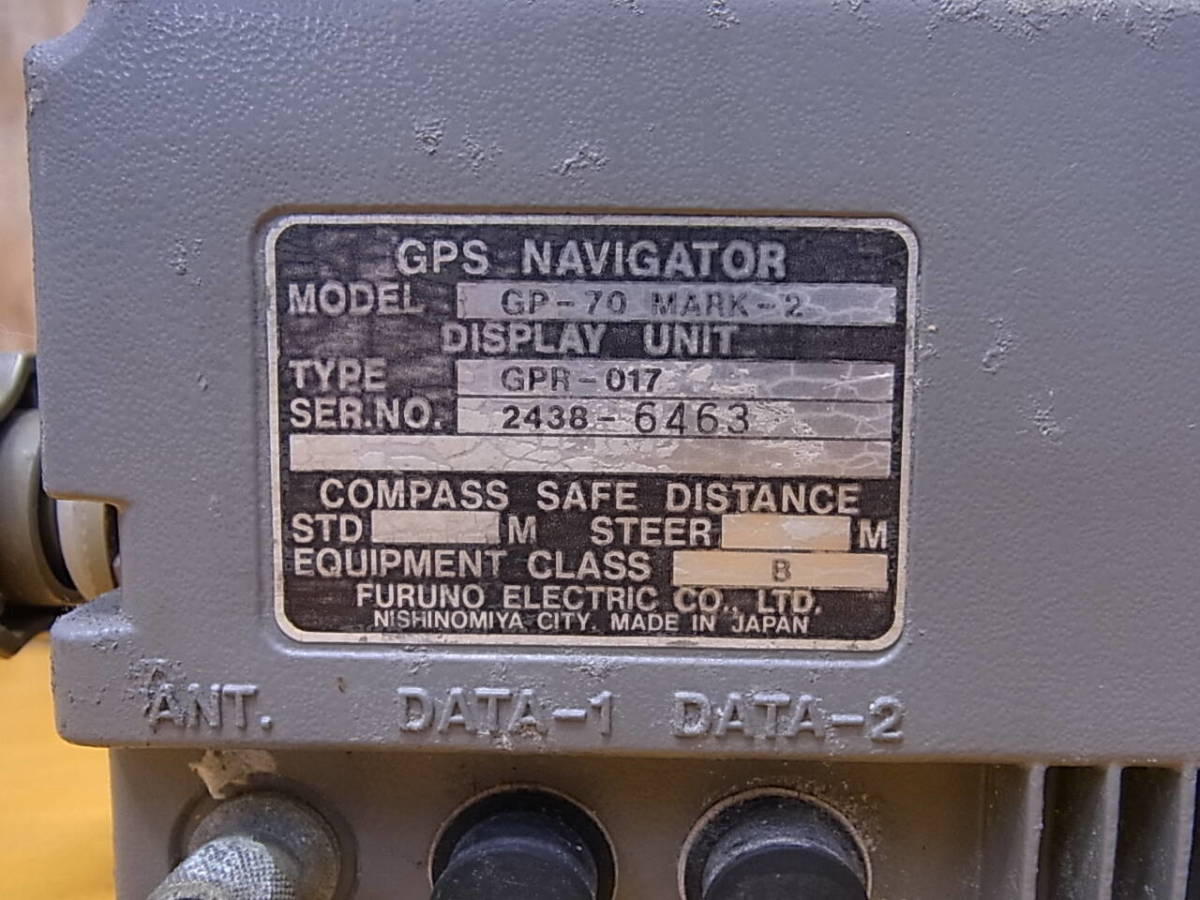 GPS NAVIGATOR
MODEL GP-70 MARK-2
DISPLAY UNIT
TYPE GPR-017
SER.NO. 2438-6463
COMPASS SAFE DISTANCE
STD M STEER M
EQUIPMENT CLASS B
FURUNO ELECTRIC CO., LTD.
NISHINOMIYA CITY. MADE IN JAPAN
ANT. DATA-1 DATA-2